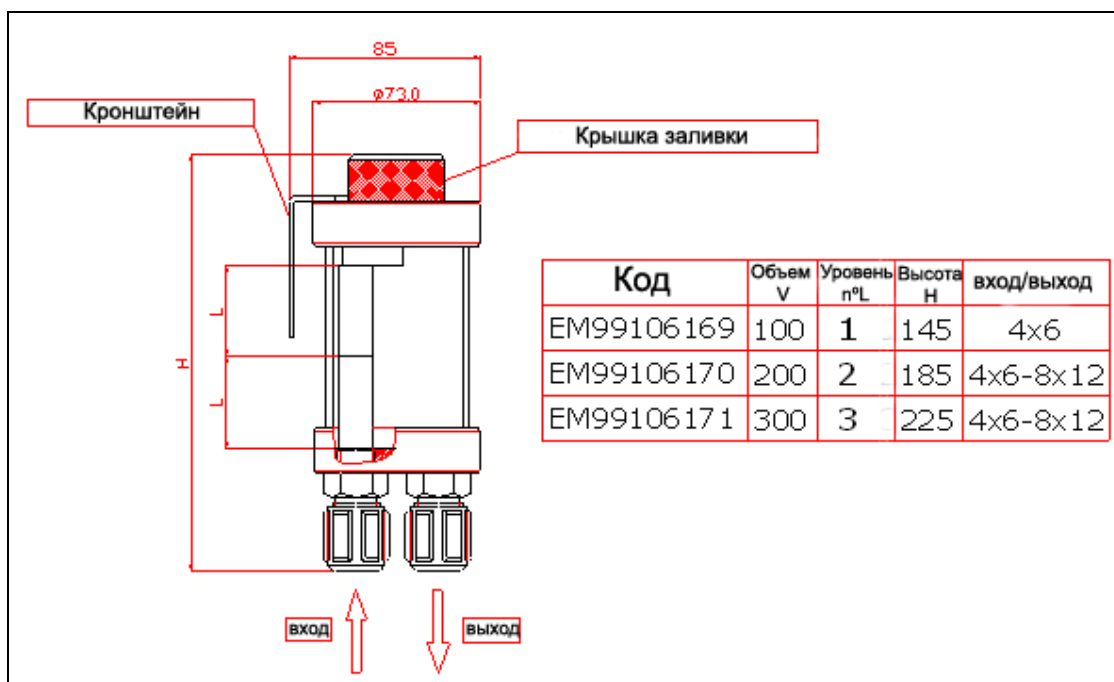 85
ø73.0
Кронштейн
Крышка заливки
H
L
L
вход
выход
Код Объем V Уровень nºL Высота H вход/выход
EM99106169 100 1 145 4x6
EM99106170 200 2 185 4x6-8x12
EM99106171 300 3 225 4x6-8x12